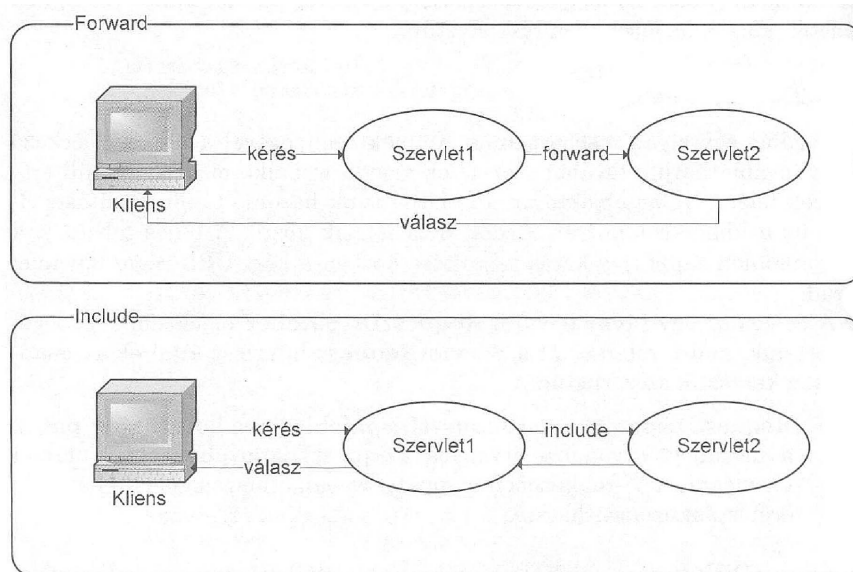 Forward
kérés
Szervlet1
forward
Szervlet2
Kliens
válasz
Include
kérés
Szervlet1
include
Szervlet2
válasz
Kliens